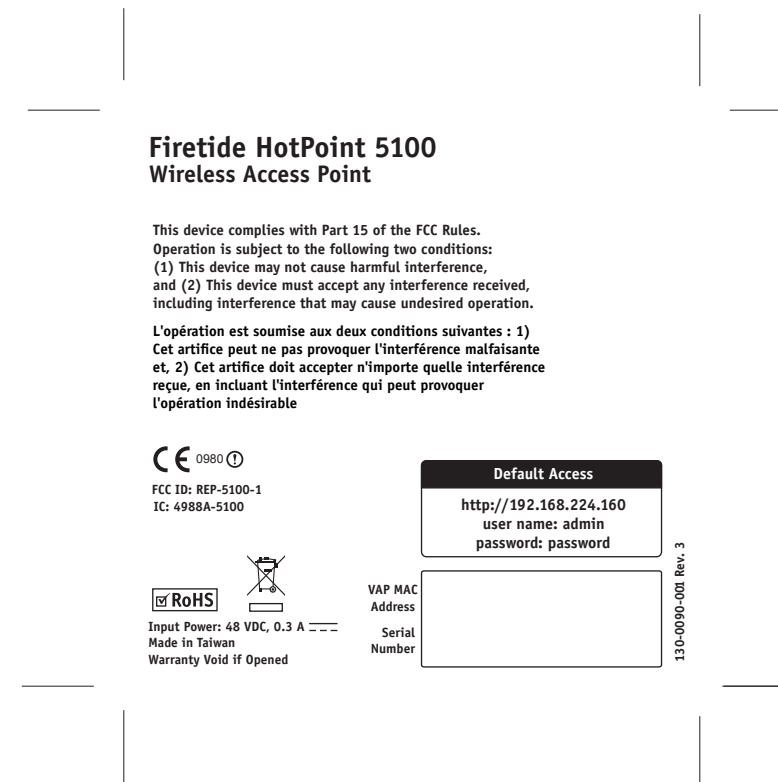 Firetide HotPoint 5100
Wireless Access Point
This device complies with Part 15 of the FCC Rules.
Operation is subject to the following two conditions:
(1) This device may not cause harmful interference,
and (2) This device must accept any interference received,
including interference that may cause undesired operation.
L'opération est soumise aux deux conditions suivantes : 1)
Cet artifice peut ne pas provoquer l'interférence malfaisante
et, 2) Cet artifice doit accepter n'importe quelle interférence
reçue, en incluant l'interférence qui peut provoquer
l'opération indésirable
CE 0980
FCC ID: REP-5100-1
IC: 4988A-5100
RoHS
Input Power: 48 VDC, 0.3 A
Made in Taiwan
Warranty Void if Opened
Default Access
http://192.168.224.160
user name: admin
password: password
VAP MAC
Address
Serial
Number
130-0090-001 Rev. 3